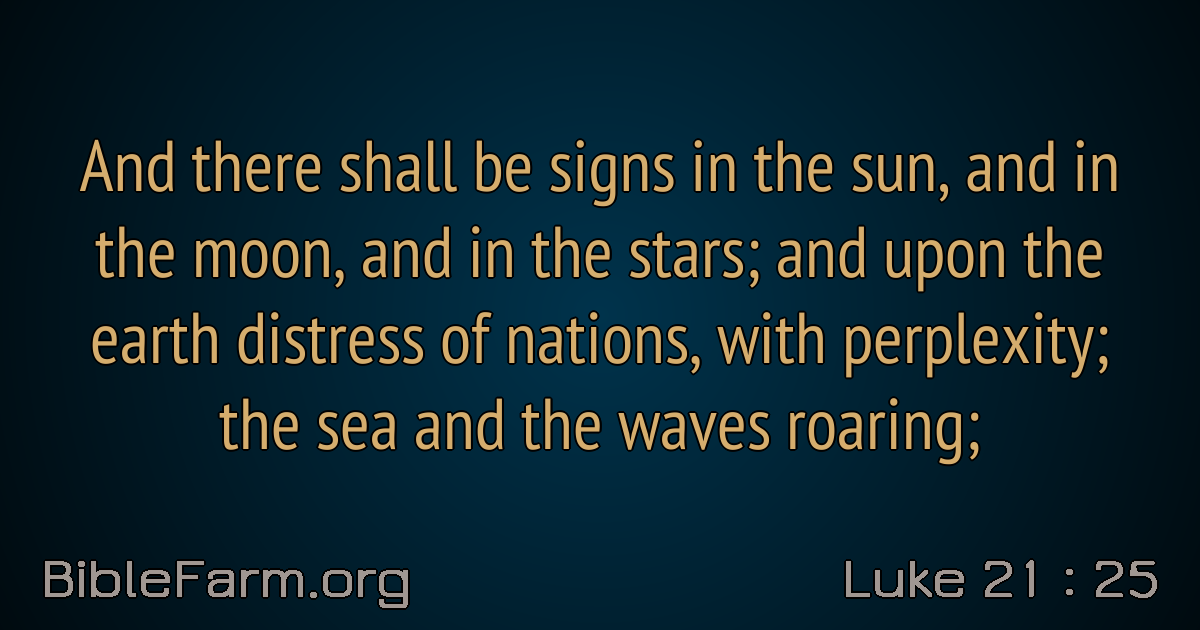 And there shall be signs in the sun, and in
the moon, and in the stars; and upon the
earth distress of nations, with perplexity;
the sea and the waves roaring;
BibleFarm.org
Luke 21 : 25